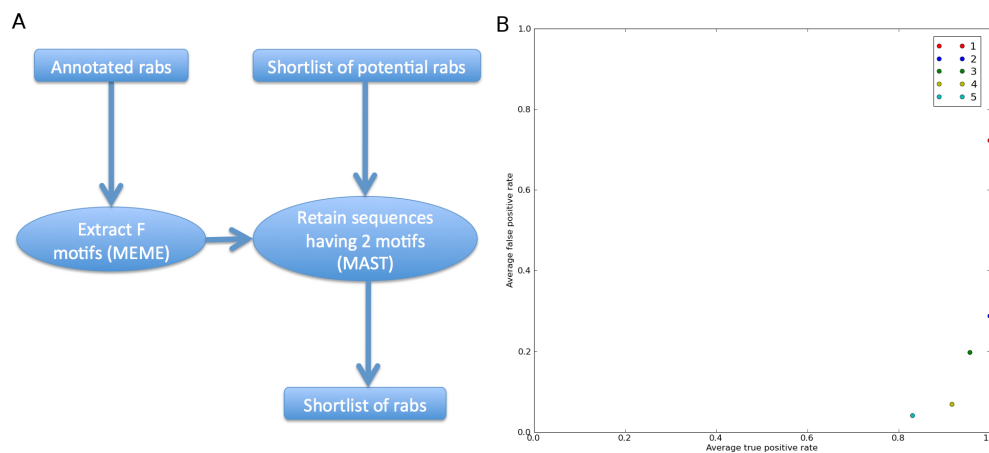 A
Annotated rabs
Shortlist of potential rabs
Extract F
motifs (MEME)
Retain sequences
having 2 motifs
(MAST)
Shortlist of rabs
B
1.0
0.8
0.6
0.4
0.2
0.0
Average false positive rate
1
2
3
4
5
0.0
0.2
0.4
0.6
0.8
1
Average true positive rate